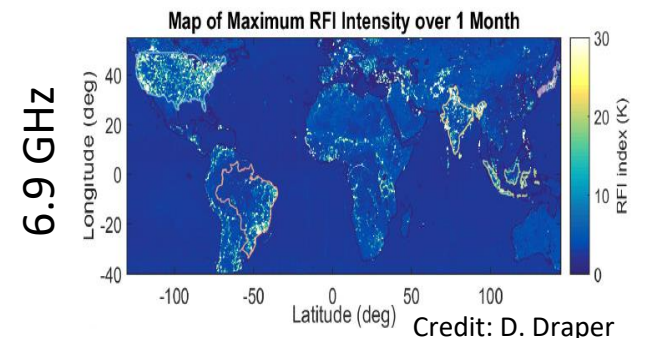 Map of Maximum RFI Intensity over 1 Month
6.9 GHz
Longitude (deg)
40
20
0
-20
-40
-100
-50
0
50
100
Latitude (deg)
30
20
10
0
RFI index (K)
Credit: D. Draper